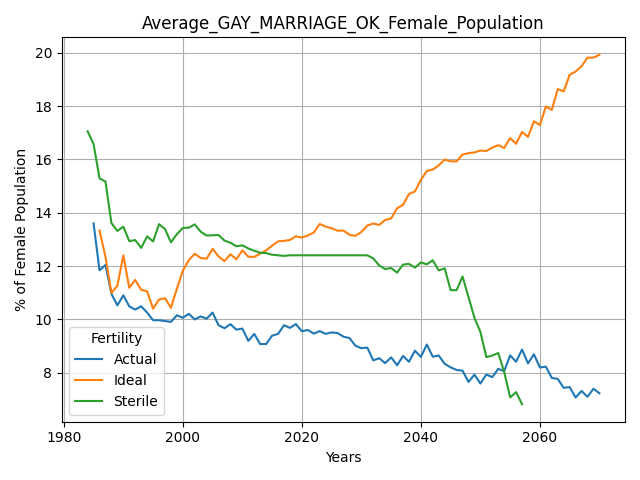 Average_GAY_MARRIAGE_OK_Female_Population
% of Female Population
20
18
16
14
12
10
8
Fertility
Actual
Ideal
Sterile
1980
2000
2020
2040
2060
Years